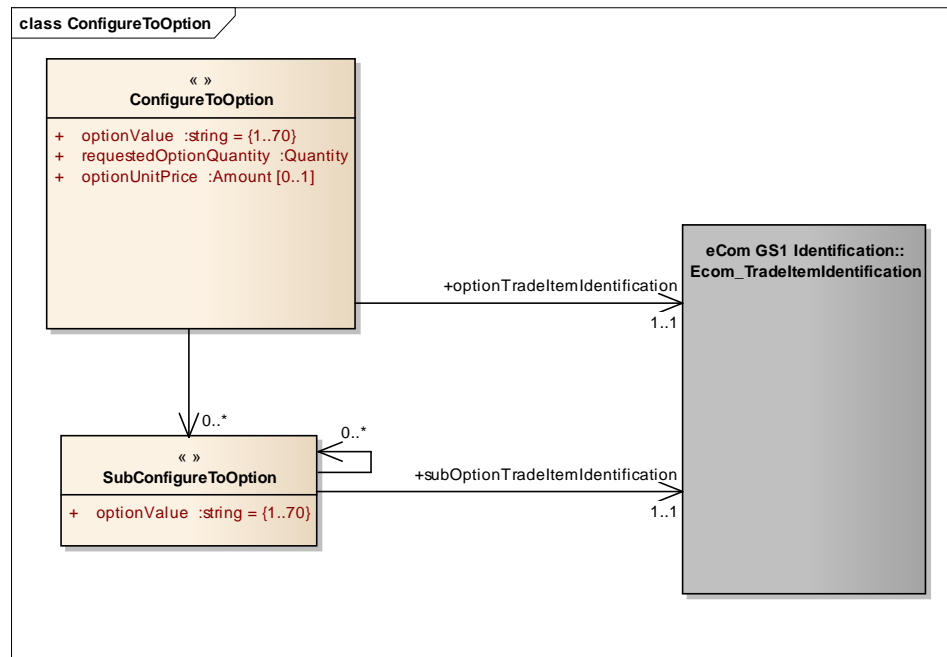 class ConfigureToOption
« »
ConfigureToOption
+ optionValue :string = {1..70}
+ requestedOptionQuantity :Quantity
+ optionUnitPrice :Amount [0..1]
eCom GS1 Identification::
Ecom_TradeItemIdentification
+optionTradeItemIdentification
1..1
0..*
0..*
« »
SubConfigureToOption
+ optionValue :string = {1..70}
+subOptionTradeItemIdentification
1..1